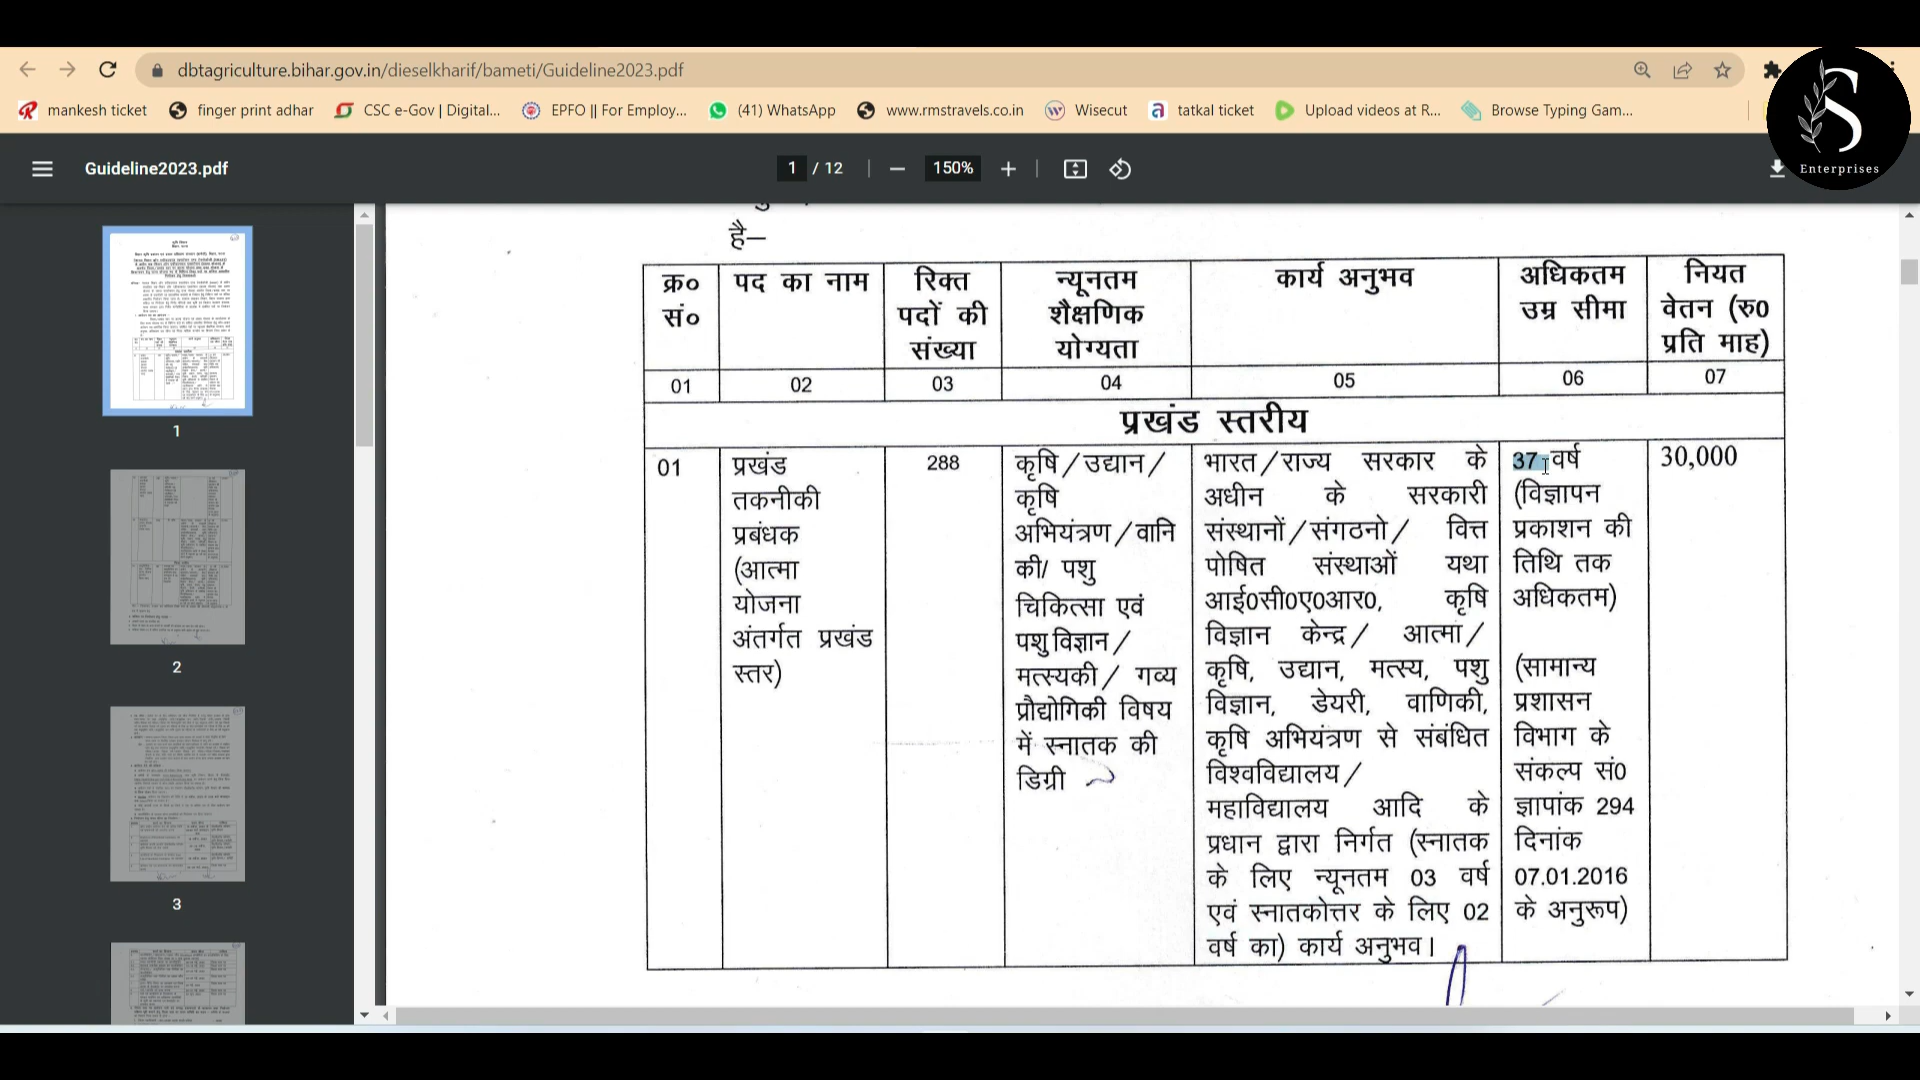 dbtagriculture.bihar.gov.in/dieselkharif/bameti/Guideline2023.pdf
mankesh ticket finger print adhar CSC e-Gov | Digital... EPFO || For Employ... (41) WhatsApp www.rmstravels.co.in Wisecut tatkal ticket Upload videos at R... Browse Typing Gam...
S
Enterprises
Guideline2023.pdf 1 / 12 150%
1
2
3
है–
क्र० सं०
पद का नाम
रिक्त पदों की संख्या
न्यूनतम शैक्षणिक योग्यता
कार्य अनुभव
अधिकतम उम्र सीमा
नियत वेतन (रु0 प्रति माह)
01 02 03 04 05 06 07
प्रखंड स्तरीय
01
प्रखंड
तकनीकी
प्रबंधक
(आत्मा
योजना
अंतर्गत प्रखंड
स्तर)
288
कृषि/उद्यान/
कृषि
अभियंत्रण/वानि
की/ पशु
चिकित्सा एवं
पशु विज्ञान/
मत्स्यकी/ गव्य
प्रौद्योगिकी विषय
में स्नातक की
डिग्री
भारत/राज्य सरकार के
अधीन के सरकारी
संस्थानों/संगठनो/ वित्त
पोषित संस्थाओं यथा
आई0सी0ए0आर0, कृषि
विज्ञान केन्द्र/ आत्मा/
कृषि, उद्यान, मत्स्य, पशु
विज्ञान, डेयरी, वाणिकी,
कृषि अभियंत्रण से संबंधित
विश्वविद्यालय/
महाविद्यालय आदि के
प्रधान द्वारा निर्गत (स्नातक
के लिए न्यूनतम 03 वर्ष
एवं स्नातकोत्तर के लिए 02
वर्ष का) कार्य अनुभव।
37 वर्ष
(विज्ञापन
प्रकाशन की
तिथि तक
अधिकतम)
(सामान्य
प्रशासन
विभाग के
संकल्प सं0
ज्ञापांक 294
दिनांक
07.01.2016
के अनुरूप)
30,000